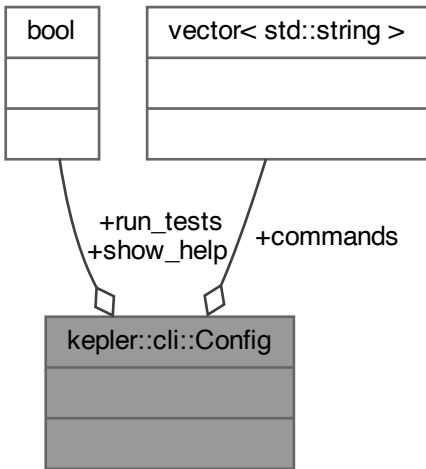 bool
vector< std::string >
+run_tests
+show_help
+commands
kepler::cli::Config